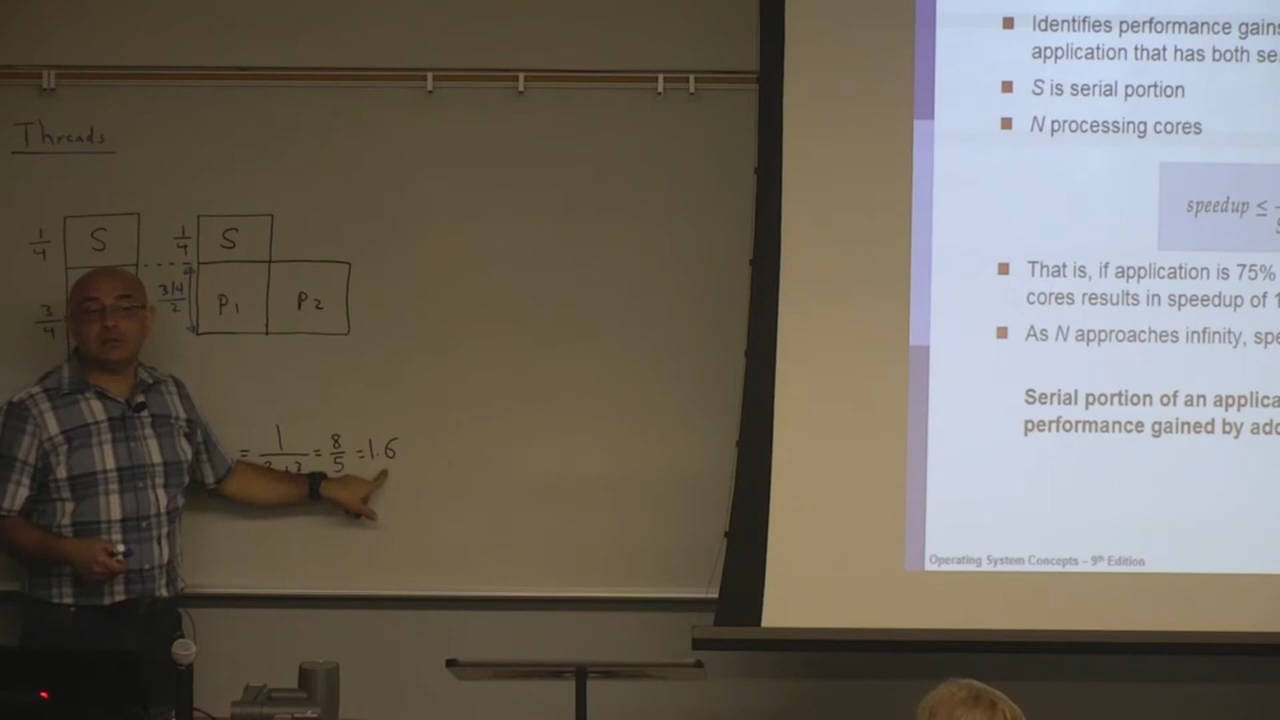 Threads
1/4 S 1/4 S
3/4 3/4/2 P1 P2
= 1 = 8/5 = 1.6
Identifies performance gains
application that has both se
S is serial portion
N processing cores
speedup ≤
That is, if application is 75%
cores results in speedup of 1
As N approaches infinity, spe
Serial portion of an applica
performance gained by add
Operating System Concepts – 9th Edition